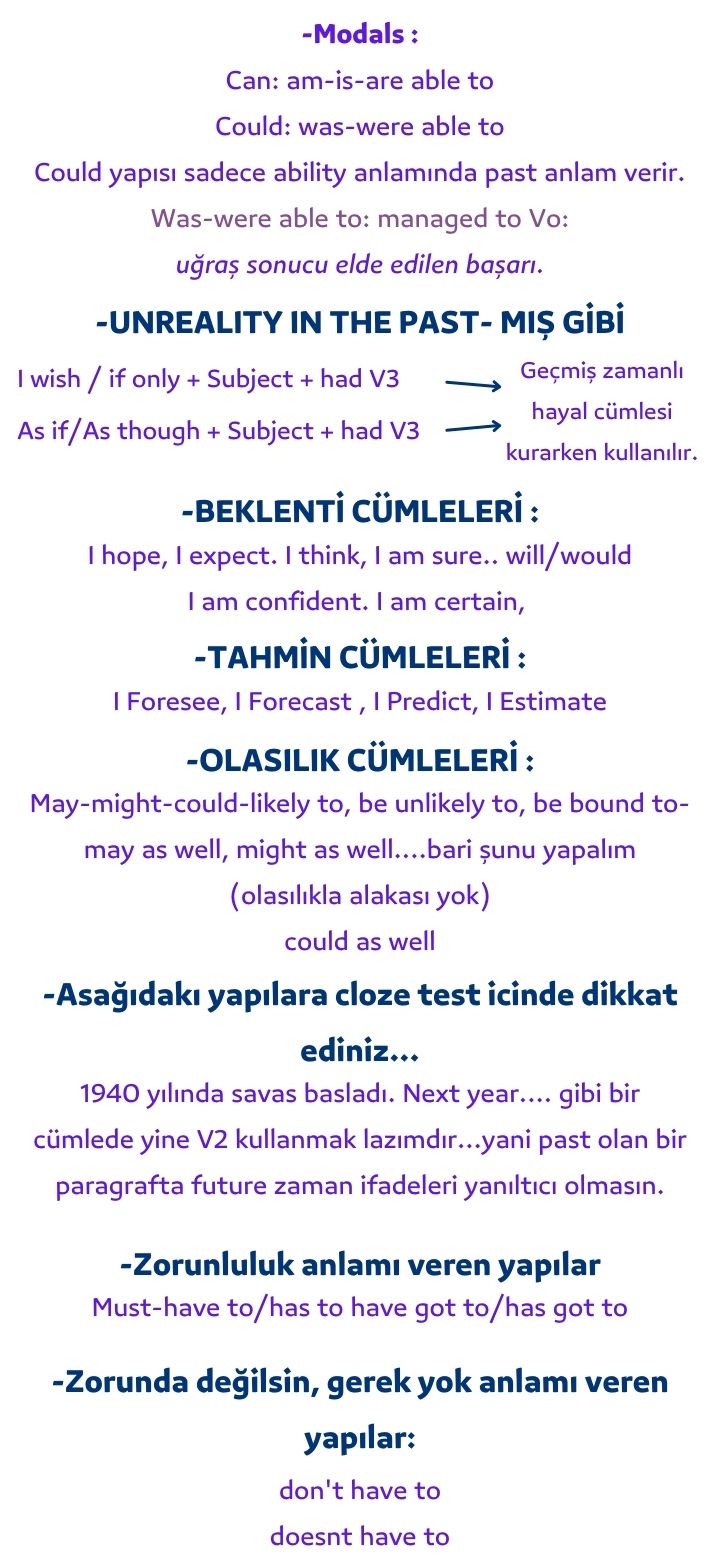 -Modals :
Can: am-is-are able to
Could: was-were able to
Could yapısı sadece ability anlamında past anlam verir.
Was-were able to: managed to Vo:
uğraş sonucu elde edilen başarı.
-UNREALITY IN THE PAST- MIŞ GİBİ
I wish / if only + Subject + had V3
As if/As though + Subject + had V3
Geçmiş zamanlı
hayal cümlesi
kurarken kullanılır.
-BEKLENTİ CÜMLELERİ :
I hope, I expect. I think, I am sure.. will/would
I am confident. I am certain,
-TAHMİN CÜMLELERİ :
I Foresee, I Forecast , I Predict, I Estimate
-OLASILIK CÜMLELERİ :
May-might-could-likely to, be unlikely to, be bound to-
may as well, might as well....bari şunu yapalım
(olasılıkla alakası yok)
could as well
-Asağıdakı yapılara cloze test icinde dikkat
ediniz...
1940 yılında savas basladı. Next year.... gibi bir
cümlede yine V2 kullanmak lazımdır...yani past olan bir
paragrafta future zaman ifadeleri yanıltıcı olmasın.
-Zorunluluk anlamı veren yapılar
Must-have to/has to have got to/has got to
-Zorunda değilsin, gerek yok anlamı veren
yapılar:
don't have to
doesnt have to